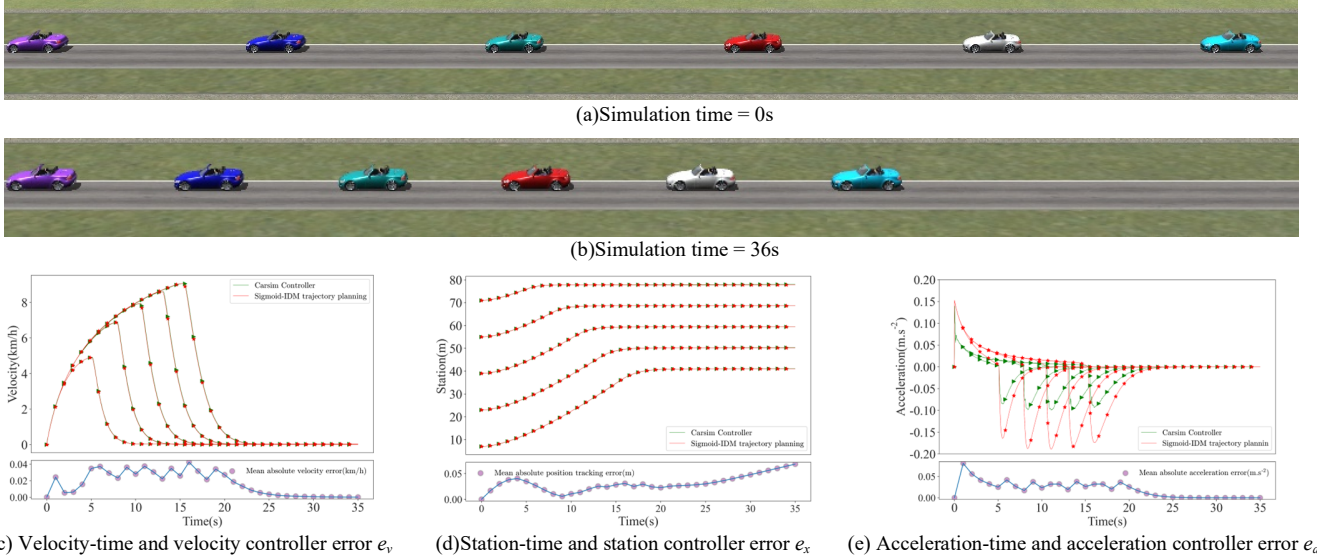 (a)Simulation time = 0s
(b)Simulation time = 36s
Velocity(km/h)
8
6
4
2
0
Carsim Controller
Sigmoid-IDM trajectory planning
0.04
0.02
0.00
Mean absolute velocity error(km/h)
0 5 10 15 20 25 30 35
Time(s)
c) Velocity-time and velocity controller error e_v
Station(m)
80
70
60
50
40
30
20
10
Carsim Controller
Sigmoid-IDM trajectory planning
0.05
0.00
Mean absolute position tracking error(m)
0 5 10 15 20 25 30 35
Time(s)
(d)Station-time and station controller error e_x
Acceleration(m.s⁻²)
0.20
0.15
0.10
0.05
0.00
-0.05
-0.10
-0.15
-0.20
Carsim Controller
Sigmoid-IDM trajectory plannin
0.05
0.00
Mean absolute acceleration error(m.s⁻²)
0 5 10 15 20 25 30 35
Time(s)
(e) Acceleration-time and acceleration controller error e_a